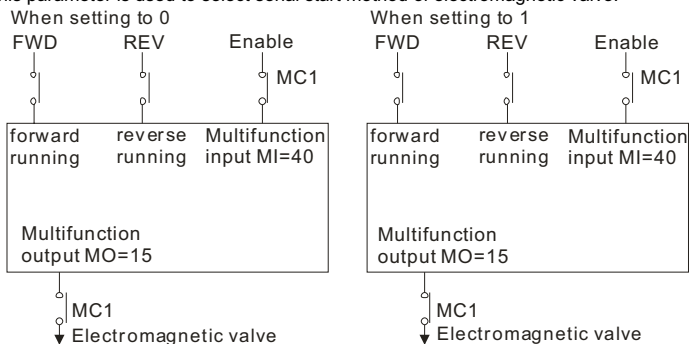 This parameter is used to select serial start method of electromagnetic valve.
When setting to 0
FWD REV Enable
MC1
forward running
reverse running
Multifunction input MI=40
Multifunction output MO=15
MC1
Electromagnetic valve
When setting to 1
FWD REV Enable
MC1
forward running
reverse running
Multifunction input MI=40
Multifunction output MO=15
MC1
Electromagnetic valve